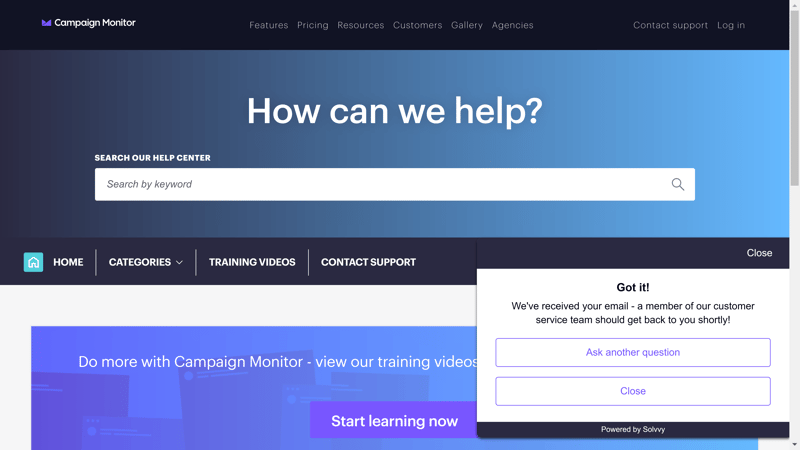 Campaign Monitor
Features Pricing Resources Customers Gallery Agencies
Contact support Log in
How can we help?
SEARCH OUR HELP CENTER
Search by keyword
HOME CATEGORIES TRAINING VIDEOS CONTACT SUPPORT
Close
Got it!
We've received your email - a member of our customer
service team should get back to you shortly!
Ask another question
Close
Powered by Solvvy
Do more with Campaign Monitor - view our training videos
Start learning now